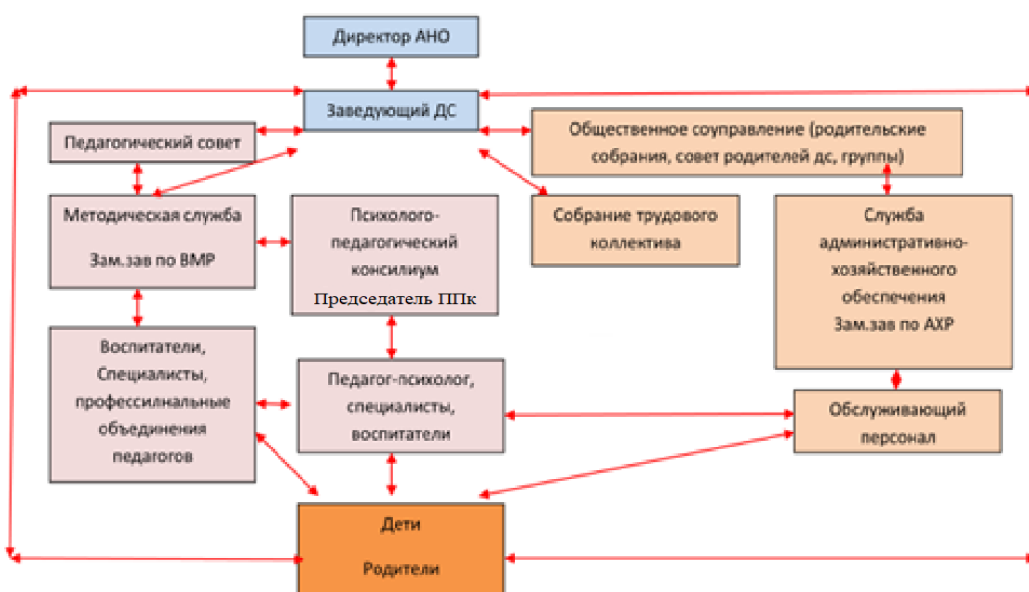 Директор АНО
Заведующий ДС
Педагогический совет
Общественное соуправление (родительские
собрания, совет родителей дс, группы)
Методическая служба
Зам.зав по ВМР
Психолого-
педагогический
консилиум
Председатель ППк
Собрание трудового
коллектива
Служба
административно-
хозяйственного
обеспечения
Зам.зав по АХР
Воспитатели,
Специалисты,
профессилнальные
объединения
педагогов
Педагог-психолог,
специалисты,
воспитатели
Обслуживающий
персонал
Дети
Родители